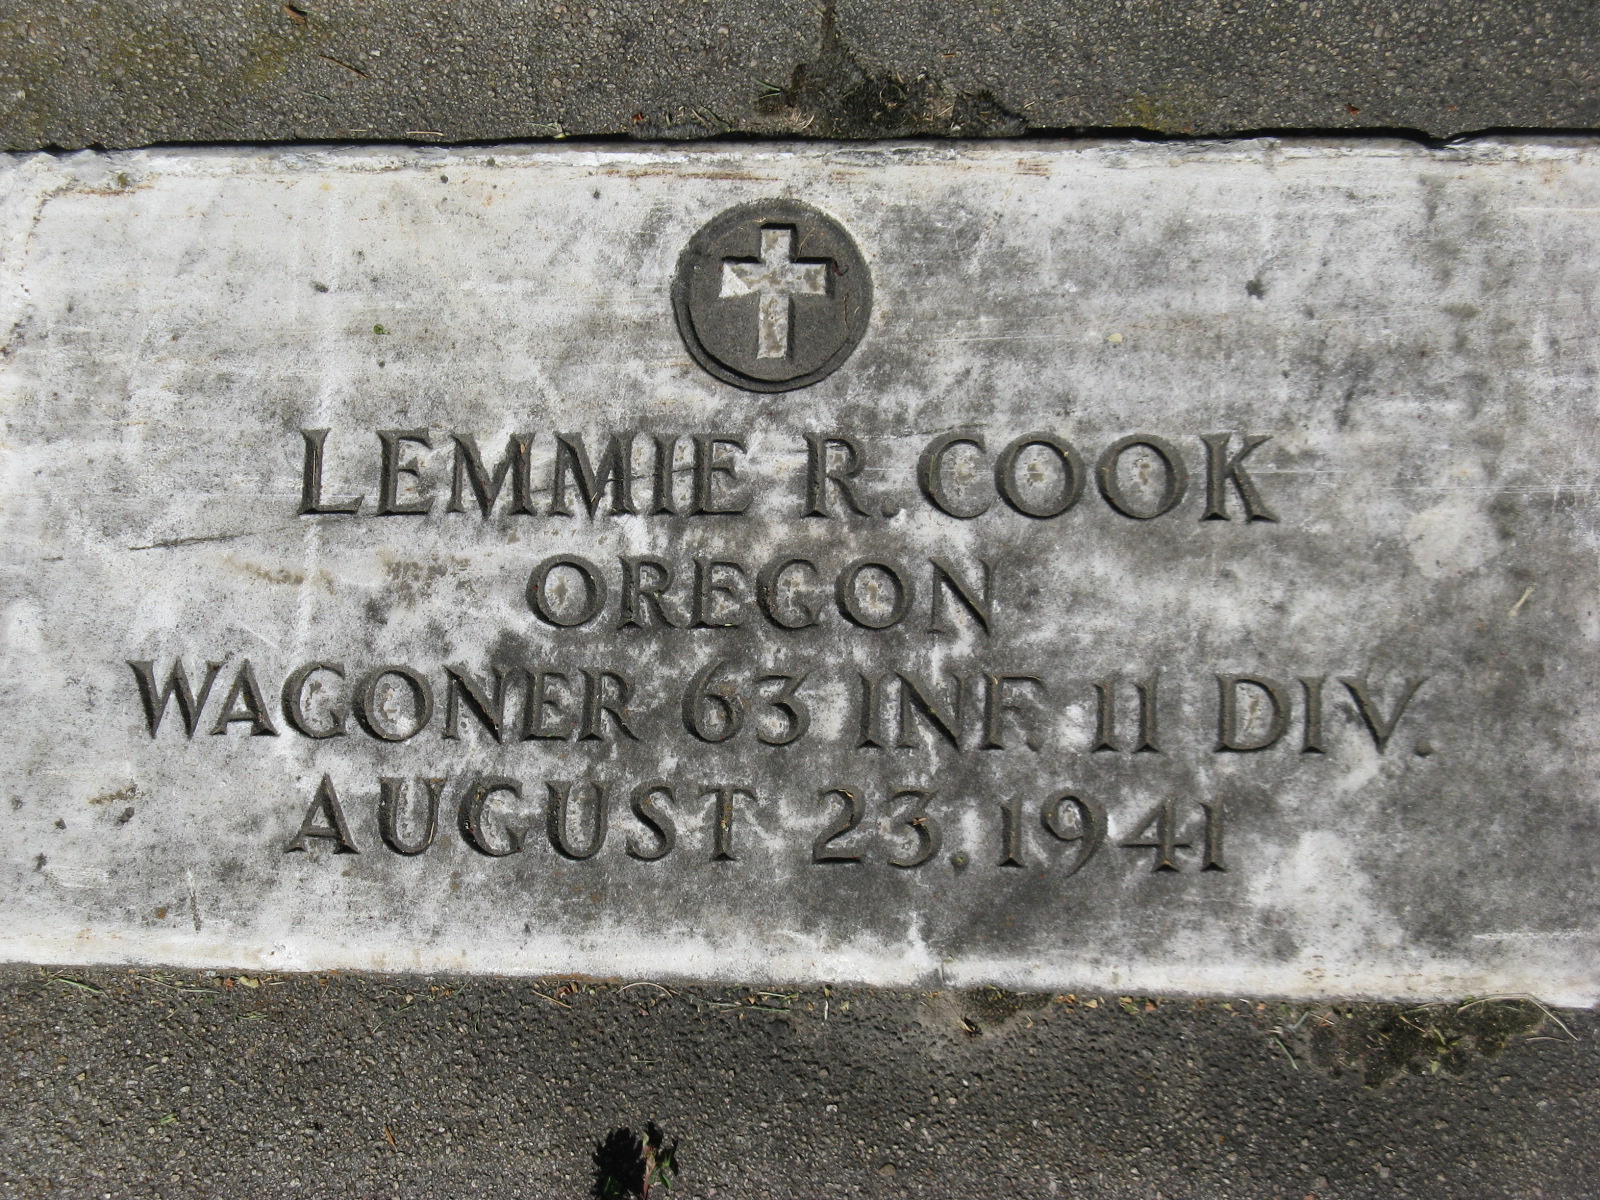 LEMMIE R. COOK
OREGON
WAGONER 63 INF. 11 DIV.
AUGUST 23. 1941